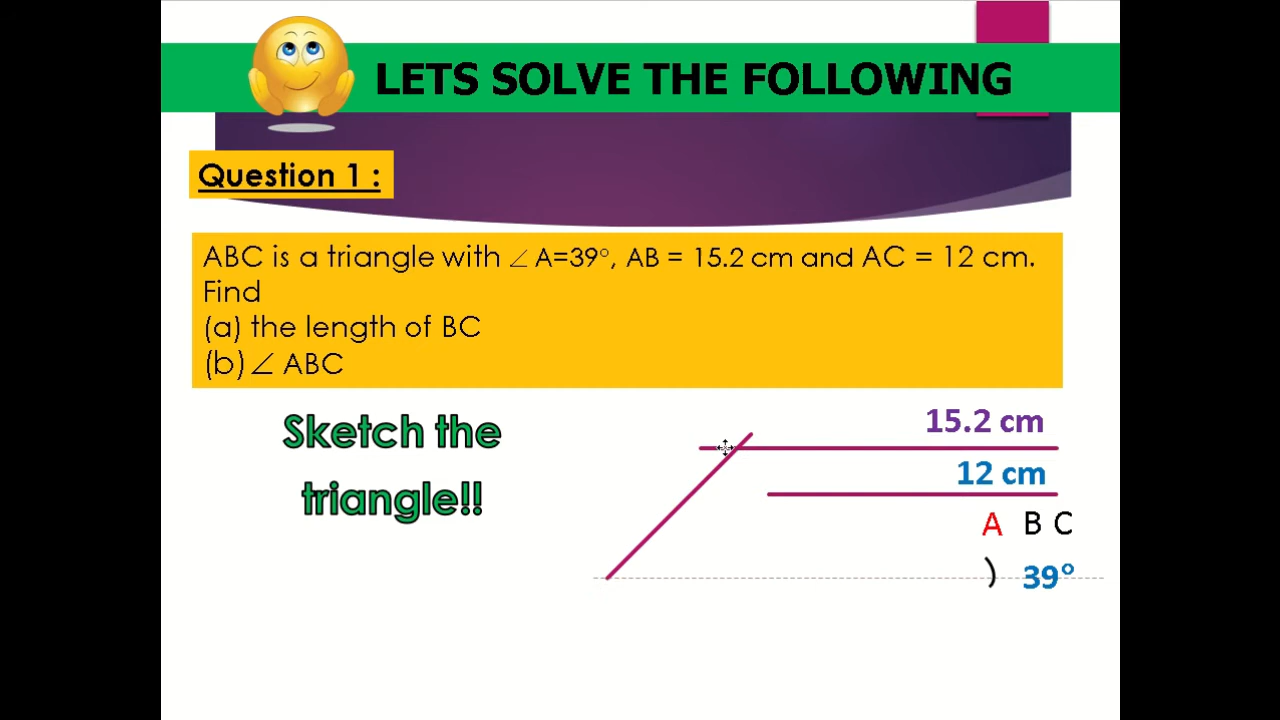 LETS SOLVE THE FOLLOWING
Question 1 :
ABC is a triangle with ∠ A=39°, AB = 15.2 cm and AC = 12 cm.
Find
(a) the length of BC
(b) ∠ ABC
Sketch the
triangle!!
15.2 cm
12 cm
A B C
) 39°